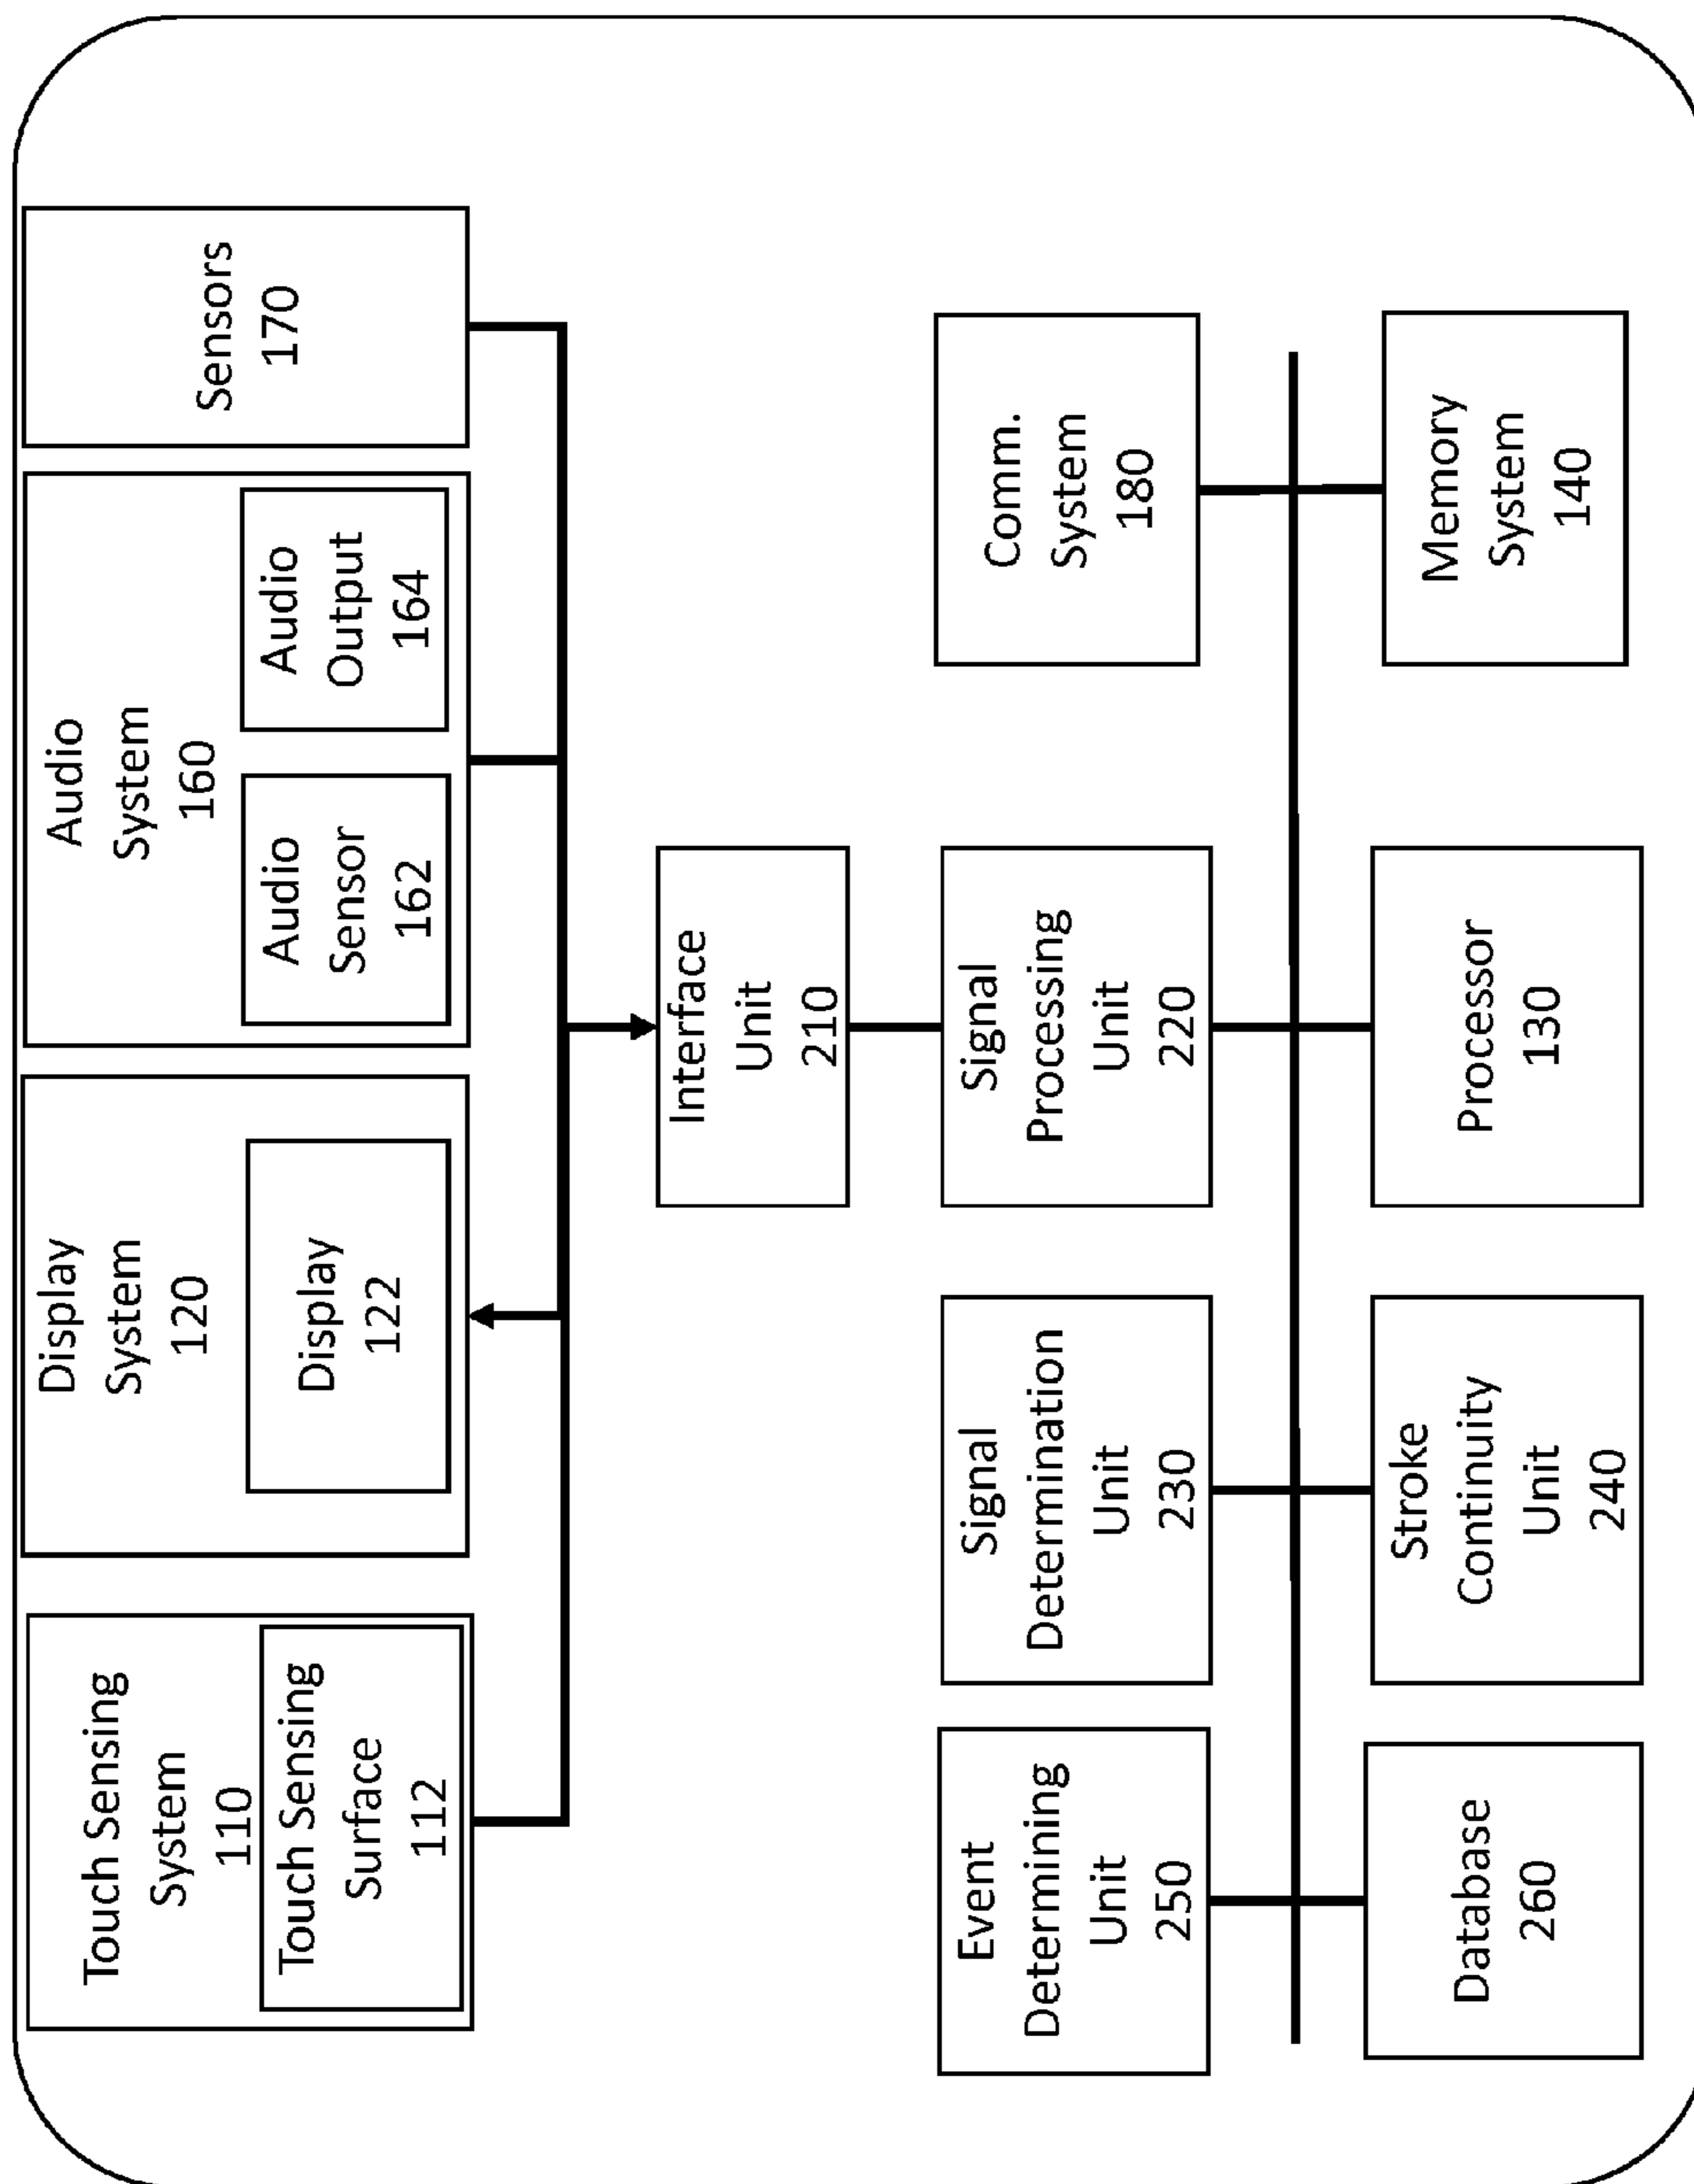 Touch Sensing
System
110
Touch Sensing
Surface
112
Display
System
120
Display
122
Audio
System
160
Audio
Sensor
162
Audio
Output
164
Sensors
170
Interface
Unit
210
Event
Determining
Unit
250
Signal
Determination
Unit
230
Signal
Processing
Unit
220
Comm.
System
180
Database
260
Stroke
Continuity
Unit
240
Processor
130
Memory
System
140